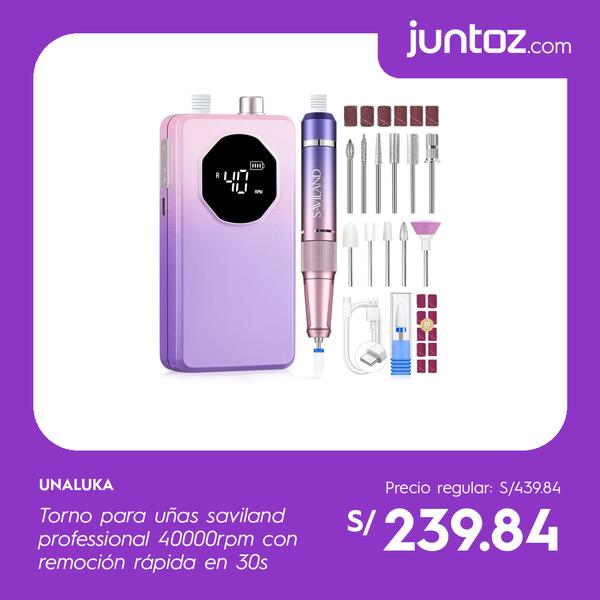 juntoz.com
R 40
RPM
SAVILAND
20
UNALUKA
Torno para uñas saviland
professional 40000rpm con
remoción rápida en 30s
Precio regular: S/439.84
S/ 239.84